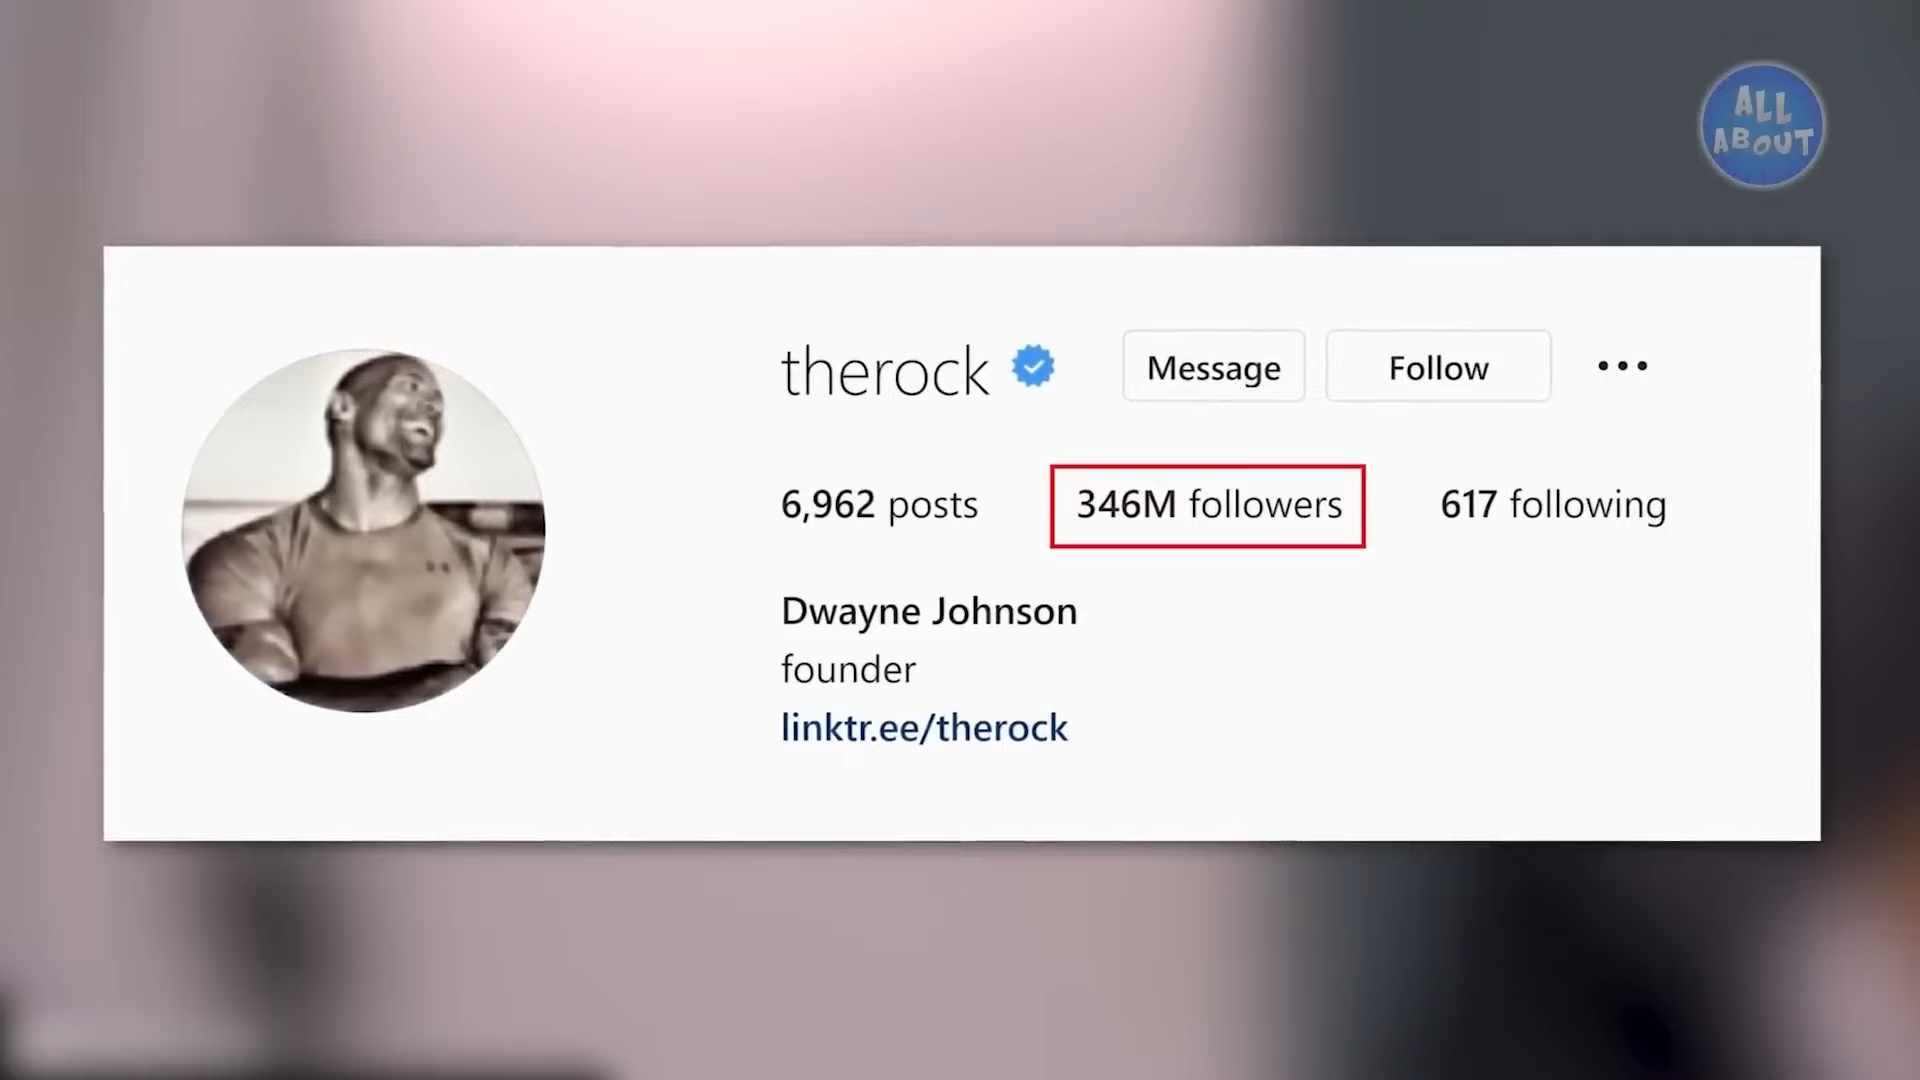 ALL
ABOUT
therock Message Follow
6,962 posts 346M followers 617 following
Dwayne Johnson
founder
linktr.ee/therock